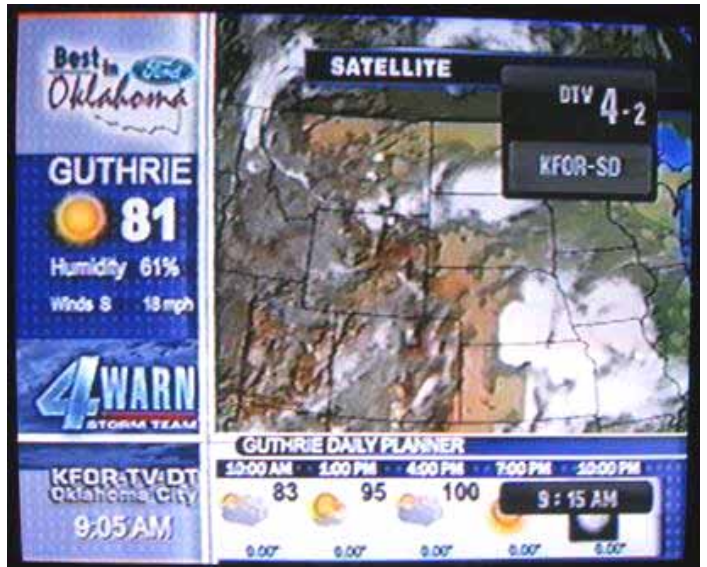 Best In
Ford
Oklahoma
GUTHRIE
81
Humidity 61%
Winds S 18 mph
4WARN
STORM TEAM
KFOR-TV-DT
Oklahoma City
9:05 AM
SATELLITE
DTV 4-2
KFOR-SD
GUTHRIE DAILY PLANNER
10:00 AM 1:00 PM 4:00 PM 7:00 PM 10:00 PM
83 95 100
9:15 AM
0.00" 0.00" 0.00" 0.00" 0.00"